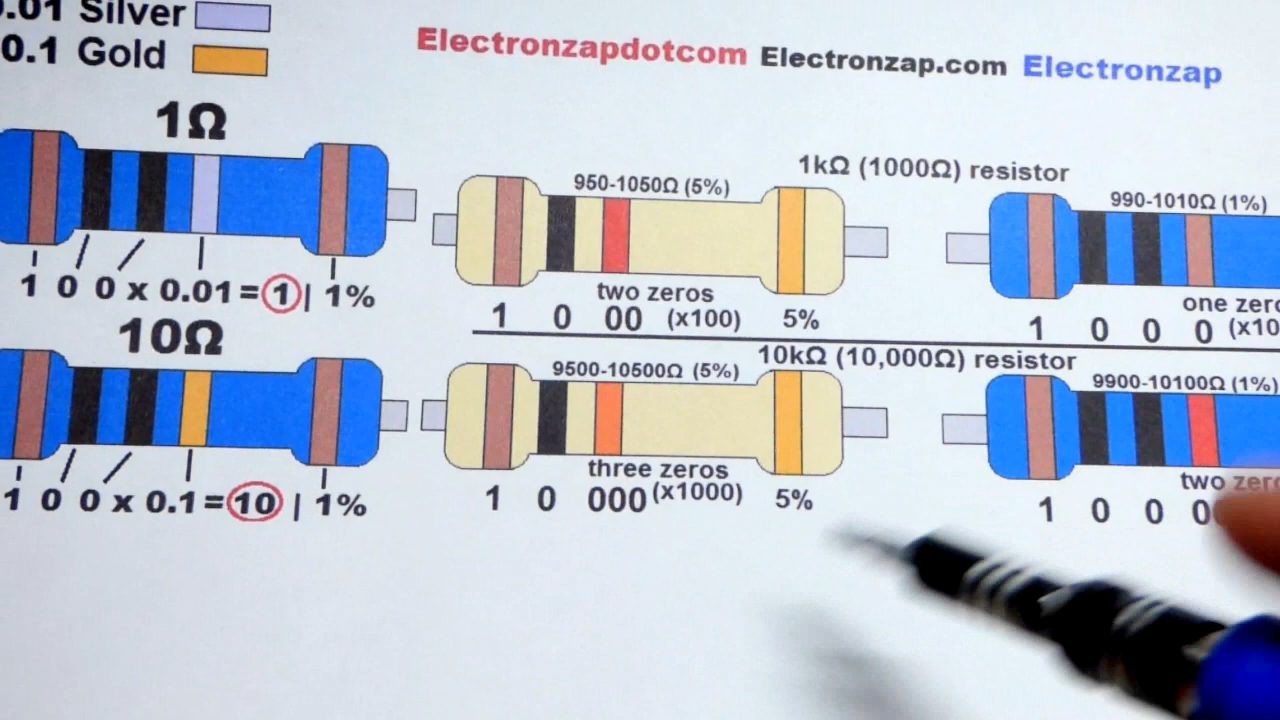 0.01 Silver
0.1 Gold
Electronzapdotcom Electronzap.com Electronzap
1Ω
1 0 0 x 0.01 = 1 | 1%
10Ω
1 0 0 x 0.1 = 10 | 1%
1kΩ (1000Ω) resistor
950-1050Ω (5%)
two zeros
1 0 00 (x100) 5%
990-1010Ω (1%)
one
1 0 0 0
10kΩ (10,000Ω) resistor
9500-10500Ω (5%)
three zeros
1 0 000 (x1000) 5%
9900-10100Ω (1%)
two
1 0 0